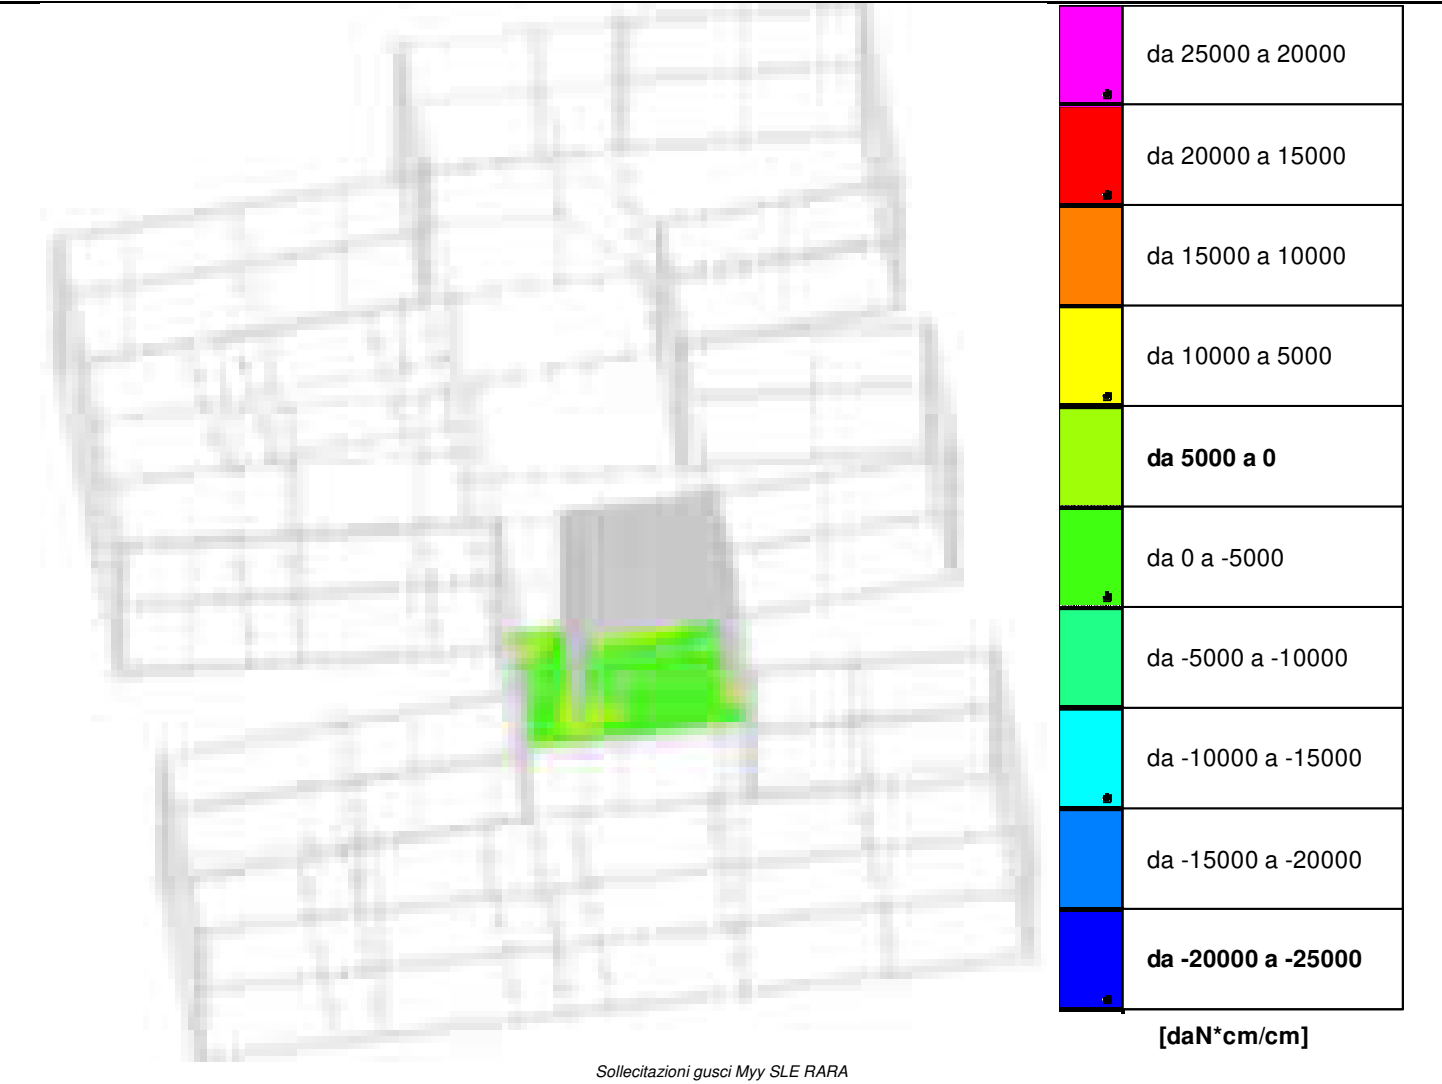 da 25000 a 20000
da 20000 a 15000
da 15000 a 10000
da 10000 a 5000
da 5000 a 0
da 0 a -5000
da -5000 a -10000
da -10000 a -15000
da -15000 a -20000
da -20000 a -25000
[daN*cm/cm]
Sollecitazioni gusci Myy SLE RARA